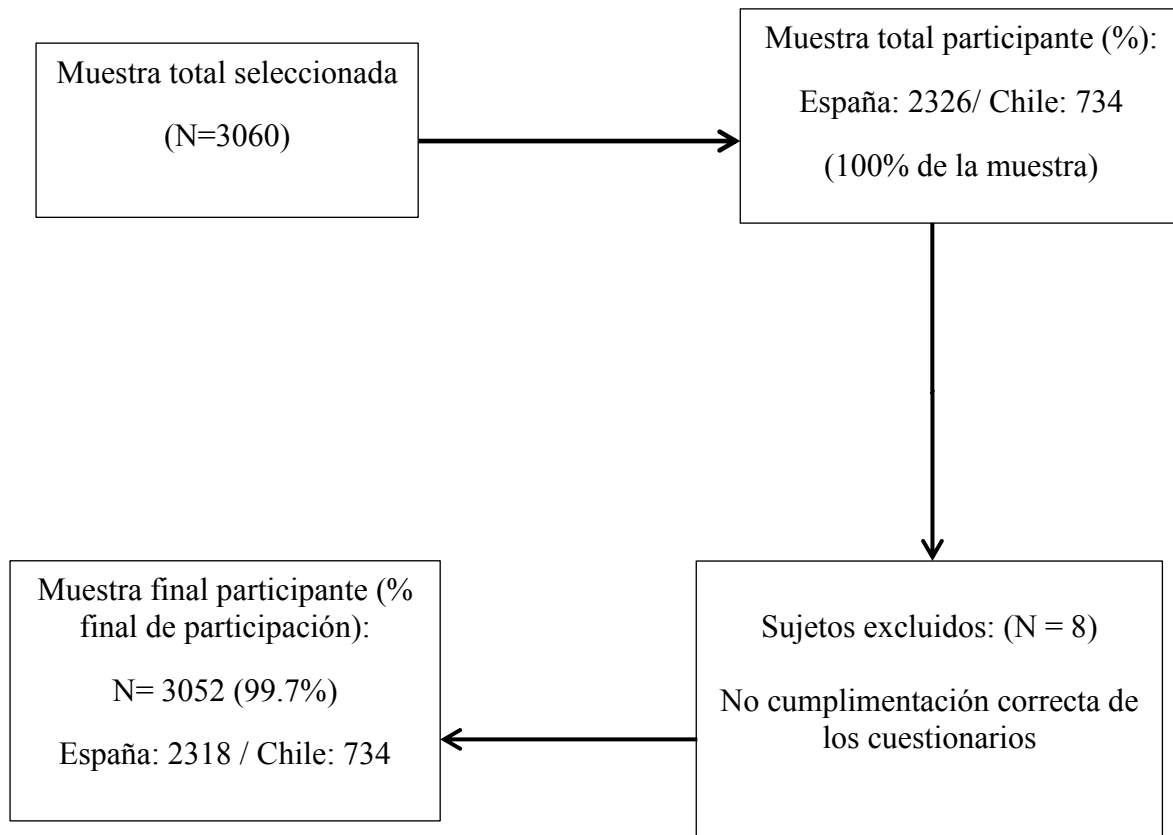 Muestra total seleccionada
(N=3060)
Muestra total participante (%):
España: 2326/ Chile: 734
(100% de la muestra)
Sujetos excluidos: (N = 8)
No cumplimentación correcta de
los cuestionarios
Muestra final participante (%
final de participación):
N= 3052 (99.7%)
España: 2318 / Chile: 734